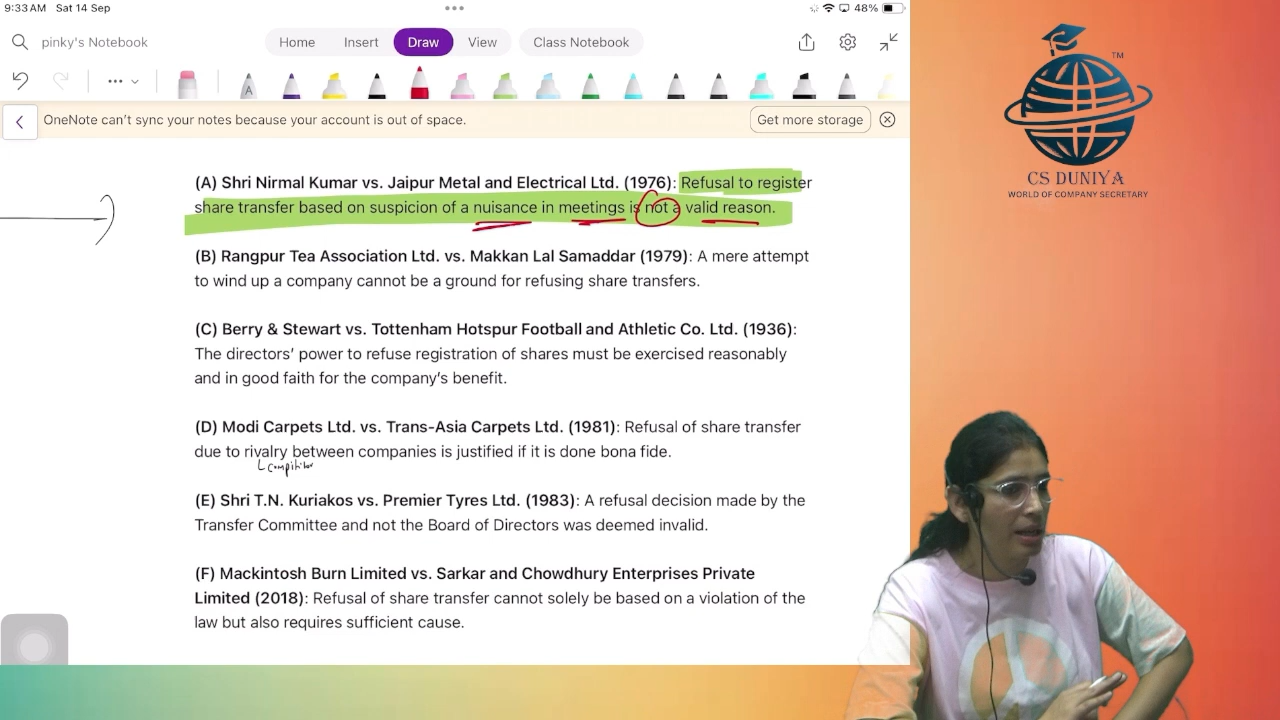 9:33 AM Sat 14 Sep
48%
pinky's Notebook
Home
Insert
Draw
View
Class Notebook
A
OneNote can't sync your notes because your account is out of space.
Get more storage
(A) Shri Nirmal Kumar vs. Jaipur Metal and Electrical Ltd. (1976): Refusal to register
share transfer based on suspicion of a nuisance in meetings is not a valid reason.
(B) Rangpur Tea Association Ltd. vs. Makkan Lal Samaddar (1979): A mere attempt
to wind up a company cannot be a ground for refusing share transfers.
(C) Berry & Stewart vs. Tottenham Hotspur Football and Athletic Co. Ltd. (1936):
The directors' power to refuse registration of shares must be exercised reasonably
and in good faith for the company's benefit.
(D) Modi Carpets Ltd. vs. Trans-Asia Carpets Ltd. (1981): Refusal of share transfer
due to rivalry between companies is justified if it is done bona fide.
(E) Shri T.N. Kuriakos vs. Premier Tyres Ltd. (1983): A refusal decision made by the
Transfer Committee and not the Board of Directors was deemed invalid.
(F) Mackintosh Burn Limited vs. Sarkar and Chowdhury Enterprises Private
Limited (2018): Refusal of share transfer cannot solely be based on a violation of the
law but also requires sufficient cause.
TM
CS DUNIYA
WORLD OF COMPANY SECRETARY